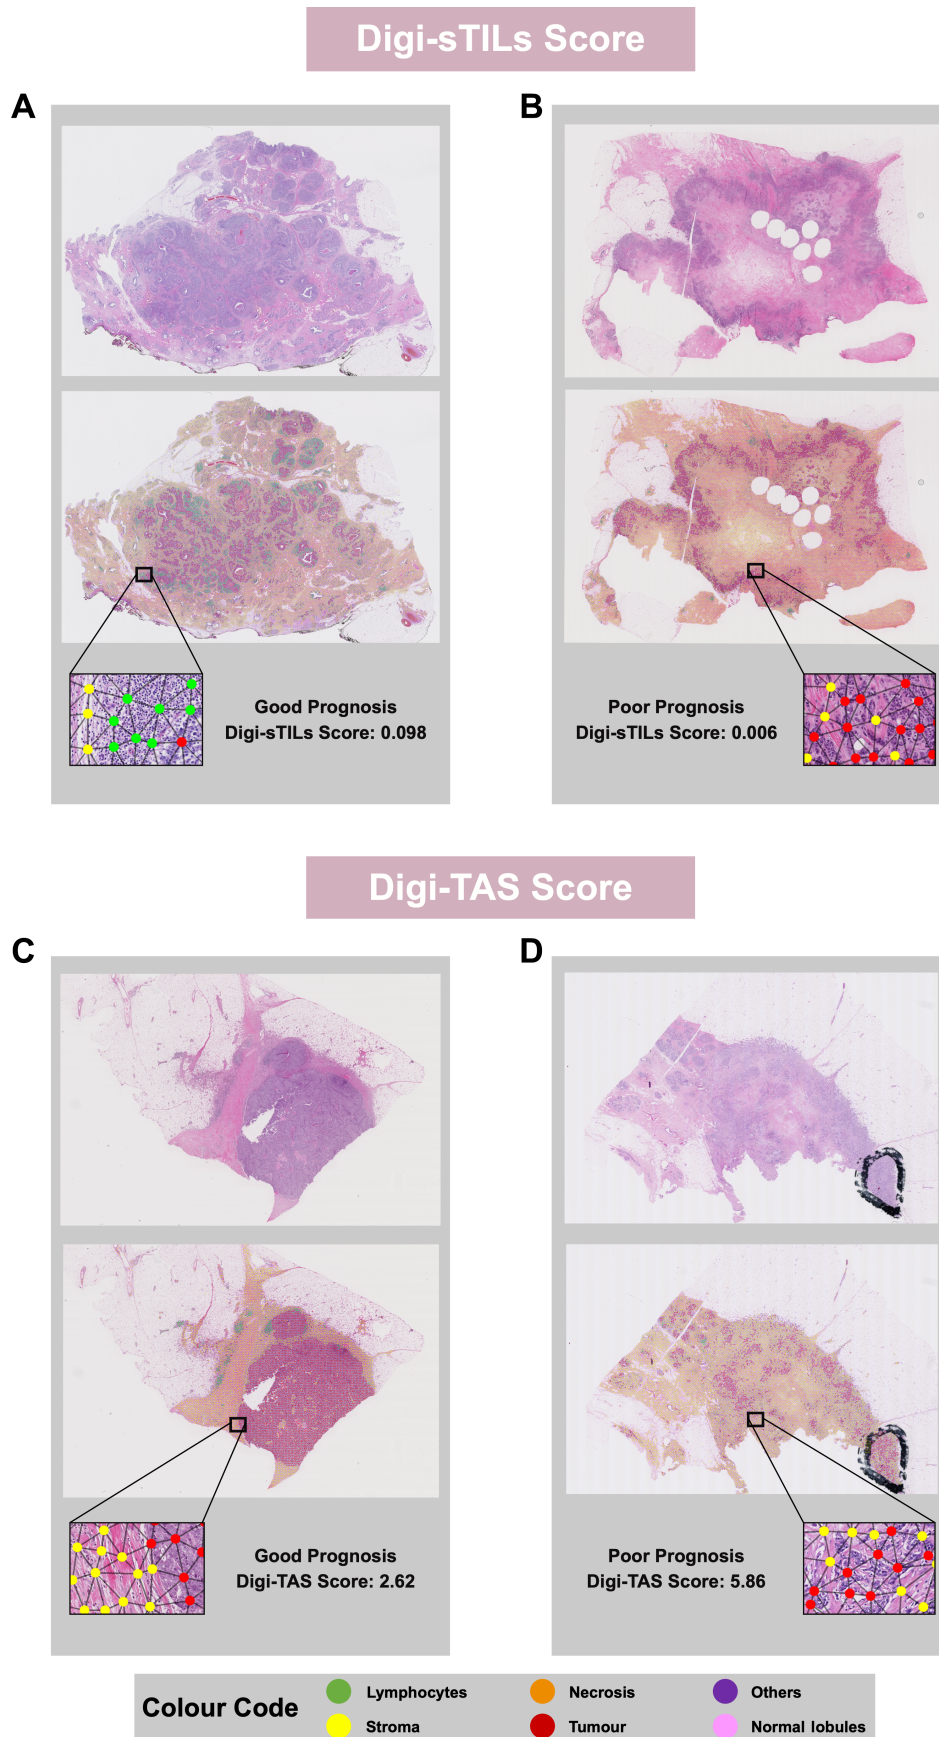 Digi-sTILs Score
A
B
Good Prognosis
Digi-sTILs Score: 0.098
Poor Prognosis
Digi-sTILs Score: 0.006
Digi-TAS Score
C
D
Good Prognosis
Digi-TAS Score: 2.62
Poor Prognosis
Digi-TAS Score: 5.86
Colour Code
Lymphocytes
Necrosis
Others
Stroma
Tumour
Normal lobules